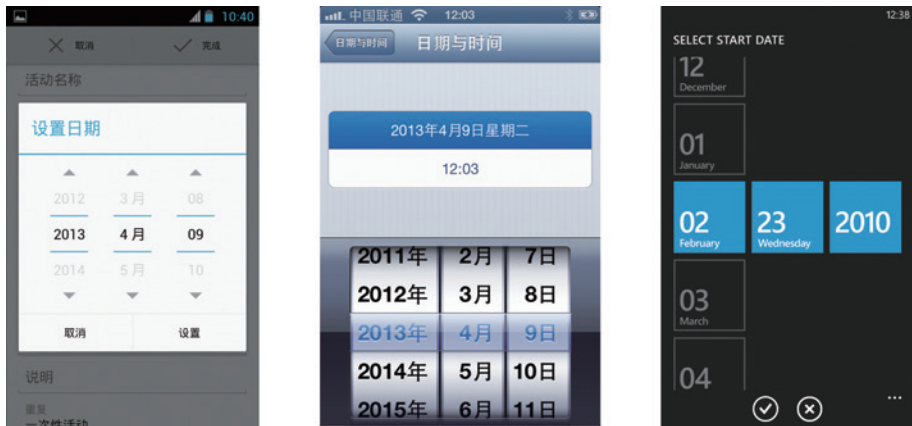 10:40
取消
完成
活动名称
设置日期
2012 3月 08
2013 4月 09
2014 5月 10
取消 设置
说明
重复
一次性活动
中国联通 12:03
日期与时间
日期与时间
2013年4月9日星期二
12:03
2011年 2月 7日
2012年 3月 8日
2013年 4月 9日
2014年 5月 10日
2015年 6月 11日
12:38
SELECT START DATE
12
December
01
January
02 23 2010
February Wednesday
03
March
04